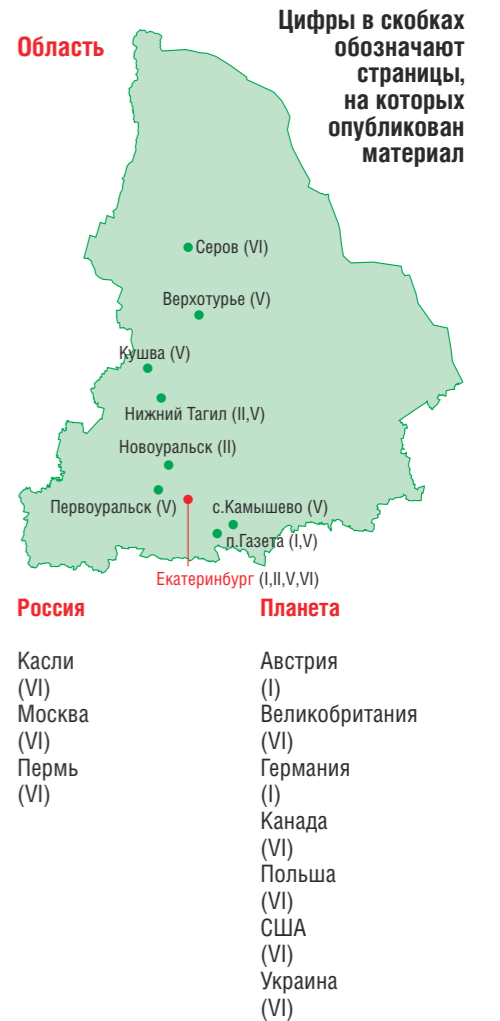 Область
Цифры в скобках
обозначают
страницы,
на которых
опубликован
материал
Серов (VI)
Верхотурье (V)
Кушва (V)
Нижний Тагил (II,V)
Новоуральск (II)
Первоуральск (V)
с.Камышево (V)
п.Газета (I,V)
Екатеринбург (I,II,V,VI)
Россия
Касли
(VI)
Москва
(VI)
Пермь
(VI)
Планета
Австрия
(I)
Великобритания
(VI)
Германия
(I)
Канада
(VI)
Польша
(VI)
США
(VI)
Украина
(VI)